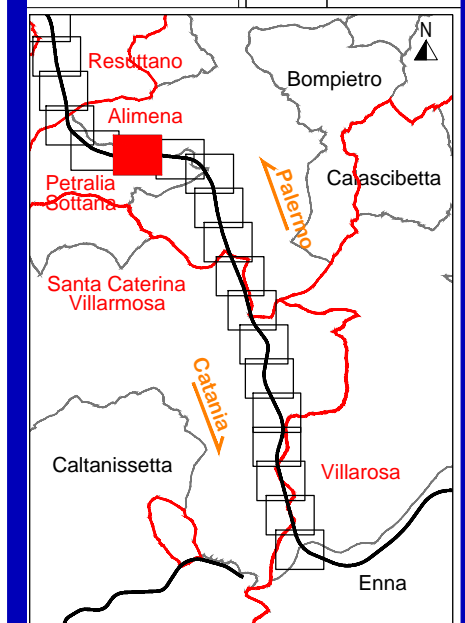 N
Resuttano
Bompietro
Alimena
Calascibetta
Petralia
Sottana
Palermo
Santa Caterina
Villarmosa
Catania
Caltanissetta
Villarosa
Enna